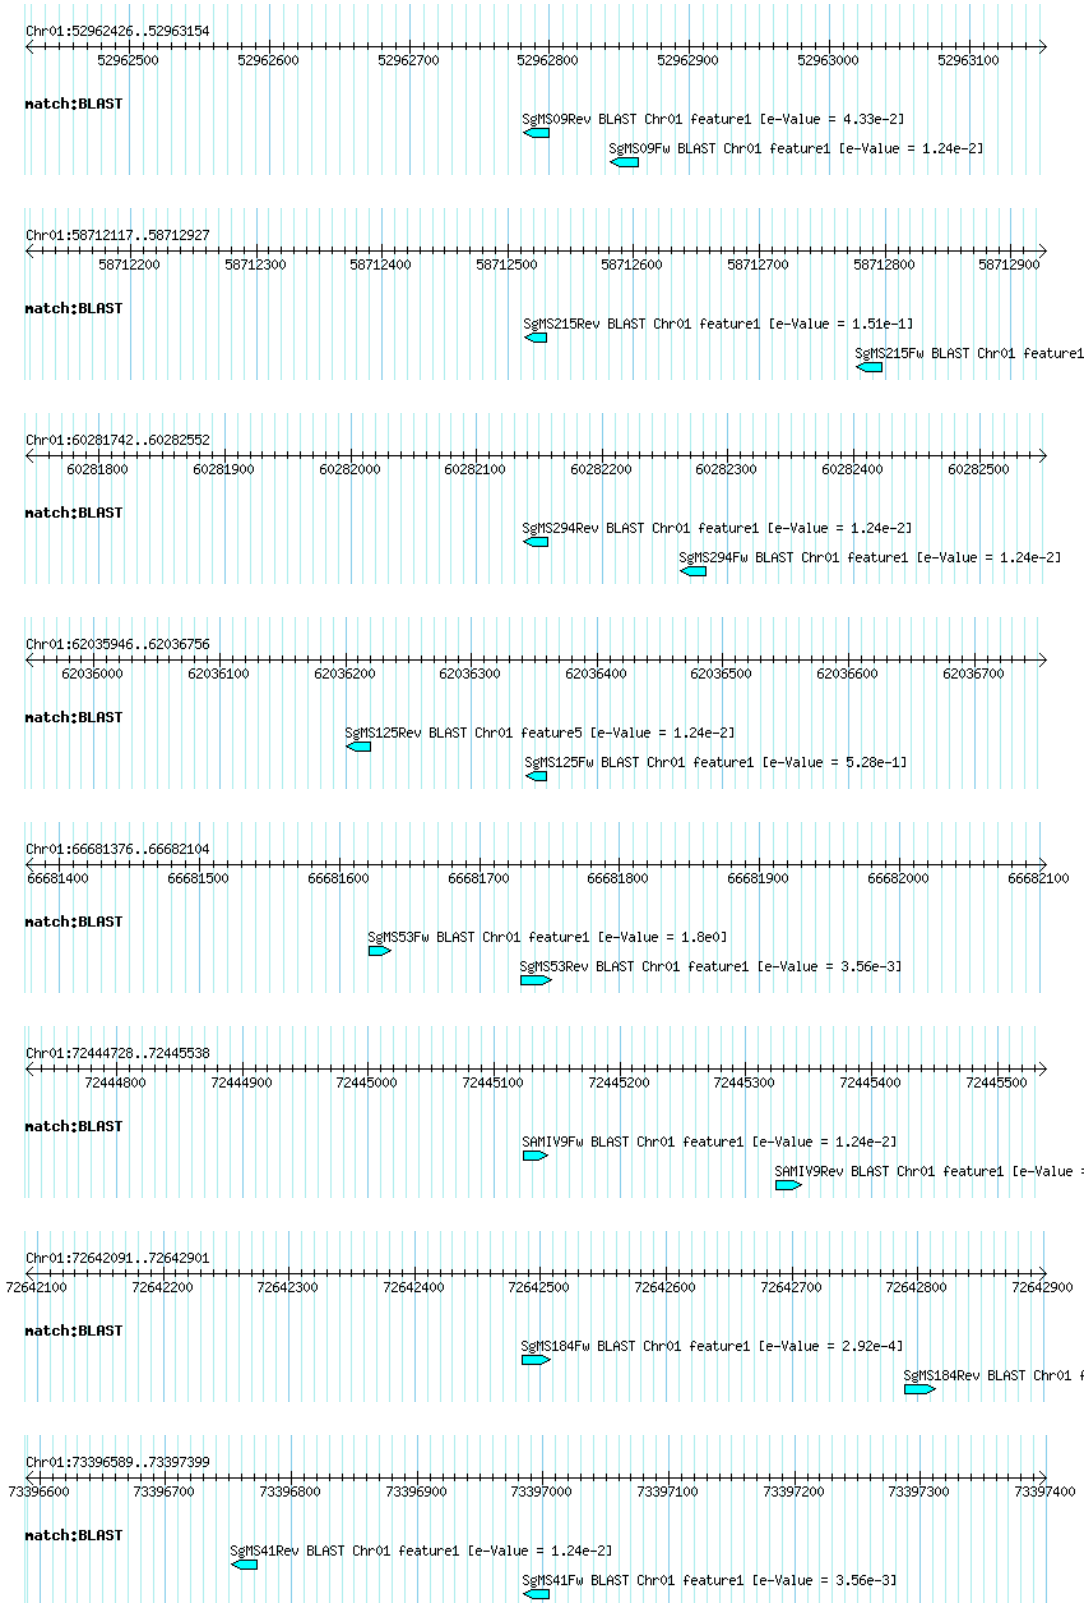 Chr01:52962426..52963154
52962500 52962600 52962700 52962800 52962900 52963000 52963100
match:BLAST
SgMS09Rev BLAST Chr01 feature1 [e-Value = 4.33e-2]
SgMS09Fw BLAST Chr01 feature1 [e-Value = 1.24e-2]
Chr01:58712117..58712927
58712200 58712300 58712400 58712500 58712600 58712700 58712800 58712900
match:BLAST
SgMS215Rev BLAST Chr01 feature1 [e-Value = 1.51e-1]
SgMS215Fw BLAST Chr01 feature1
Chr01:60281742..60282552
60281800 60281900 60282000 60282100 60282200 60282300 60282400 60282500
match:BLAST
SgMS294Rev BLAST Chr01 feature1 [e-Value = 1.24e-2]
SgMS294Fw BLAST Chr01 feature1 [e-Value = 1.24e-2]
Chr01:62035946..62036756
62036000 62036100 62036200 62036300 62036400 62036500 62036600 62036700
match:BLAST
SgMS125Rev BLAST Chr01 feature5 [e-Value = 1.24e-2]
SgMS125Fw BLAST Chr01 feature1 [e-Value = 5.28e-1]
Chr01:66681376..66682104
66681400 66681500 66681600 66681700 66681800 66681900 66682000 66682100
match:BLAST
SgMS53Fw BLAST Chr01 feature1 [e-Value = 1.8e0]
SgMS53Rev BLAST Chr01 feature1 [e-Value = 3.56e-3]
Chr01:72444728..72445538
72444800 72444900 72445000 72445100 72445200 72445300 72445400 72445500
match:BLAST
SAMIV9Fw BLAST Chr01 feature1 [e-Value = 1.24e-2]
SAMIV9Rev BLAST Chr01 feature1 [e-Value =
Chr01:72642091..72642901
72642100 72642200 72642300 72642400 72642500 72642600 72642700 72642800 72642900
match:BLAST
SgMS184Fw BLAST Chr01 feature1 [e-Value = 2.92e-4]
SgMS184Rev BLAST Chr01 f
Chr01:73396589..73397399
73396600 73396700 73396800 73396900 73397000 73397100 73397200 73397300 73397400
match:BLAST
SgMS41Rev BLAST Chr01 feature1 [e-Value = 1.24e-2]
SgMS41Fw BLAST Chr01 feature1 [e-Value = 3.56e-3]